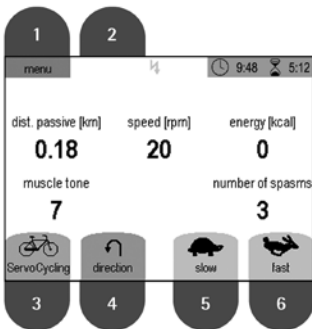 1 2
menu 9:48 5:12
dist. passive [km] speed [rpm] energy [kcal]
0.18 20 0
muscle tone number of spasms
7 3
ServoCycling direction slow fast
3 4 5 6